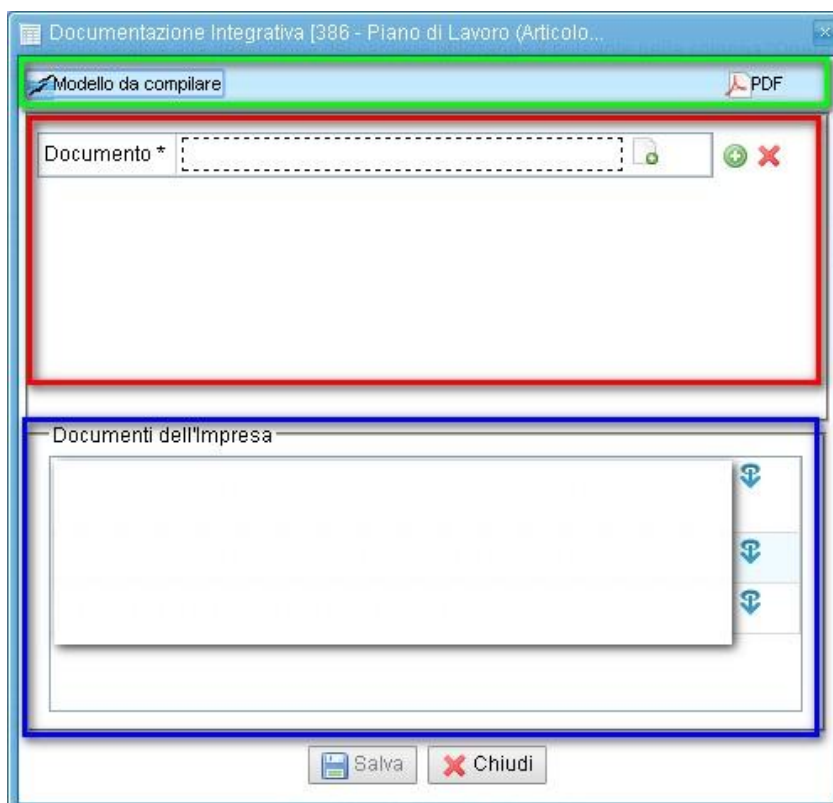 Documentazione Integrativa [386 - Piano di Lavoro (Articolo...
Modello da compilare PDF
Documento *
Documenti dell'Impresa
Salva Chiudi